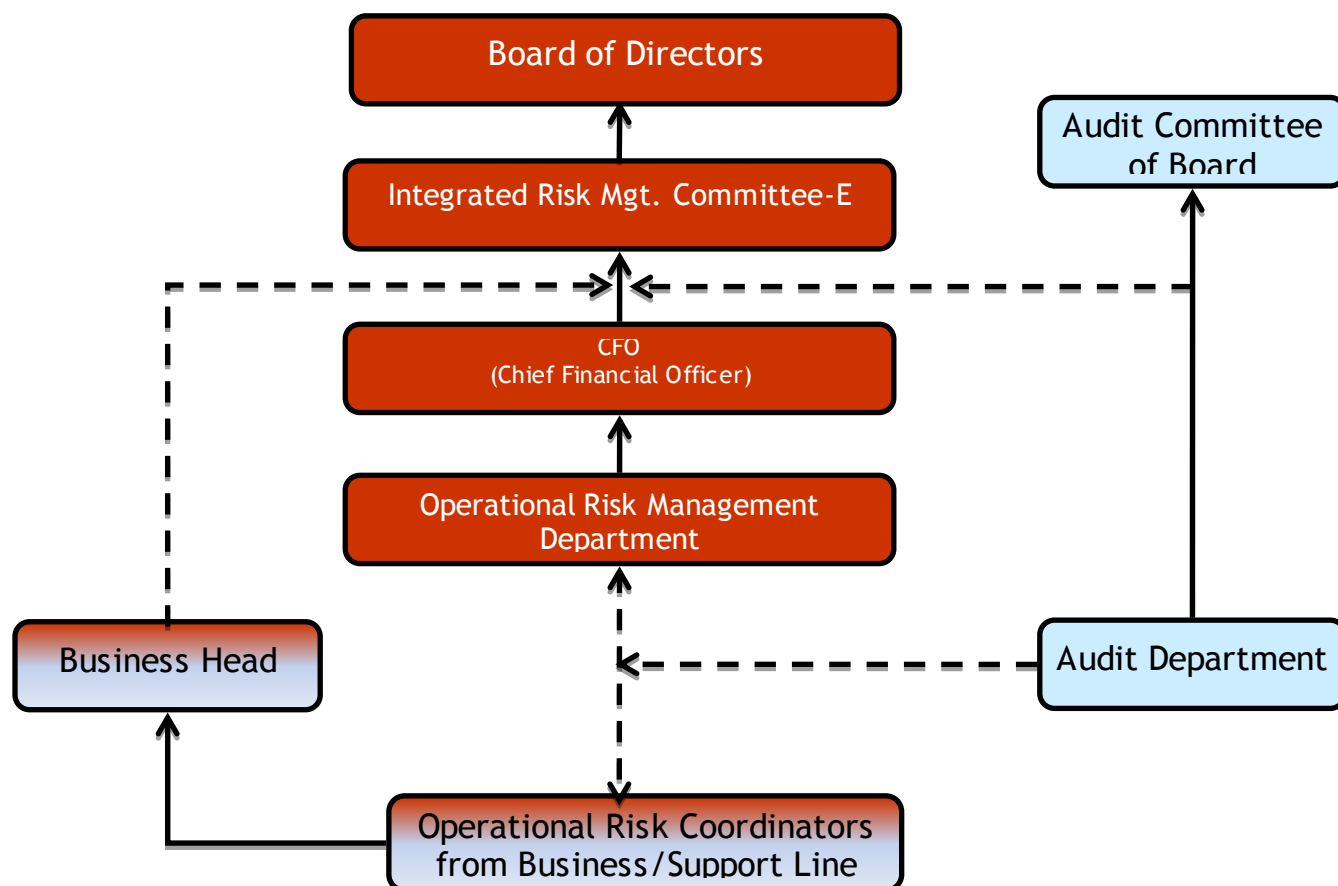 Board of Directors
Audit Committee
of Board
Integrated Risk Mgt. Committee-E
CFO
(Chief Financial Officer)
Operational Risk Management
Department
Business Head
Audit Department
Operational Risk Coordinators
from Business/Support Line